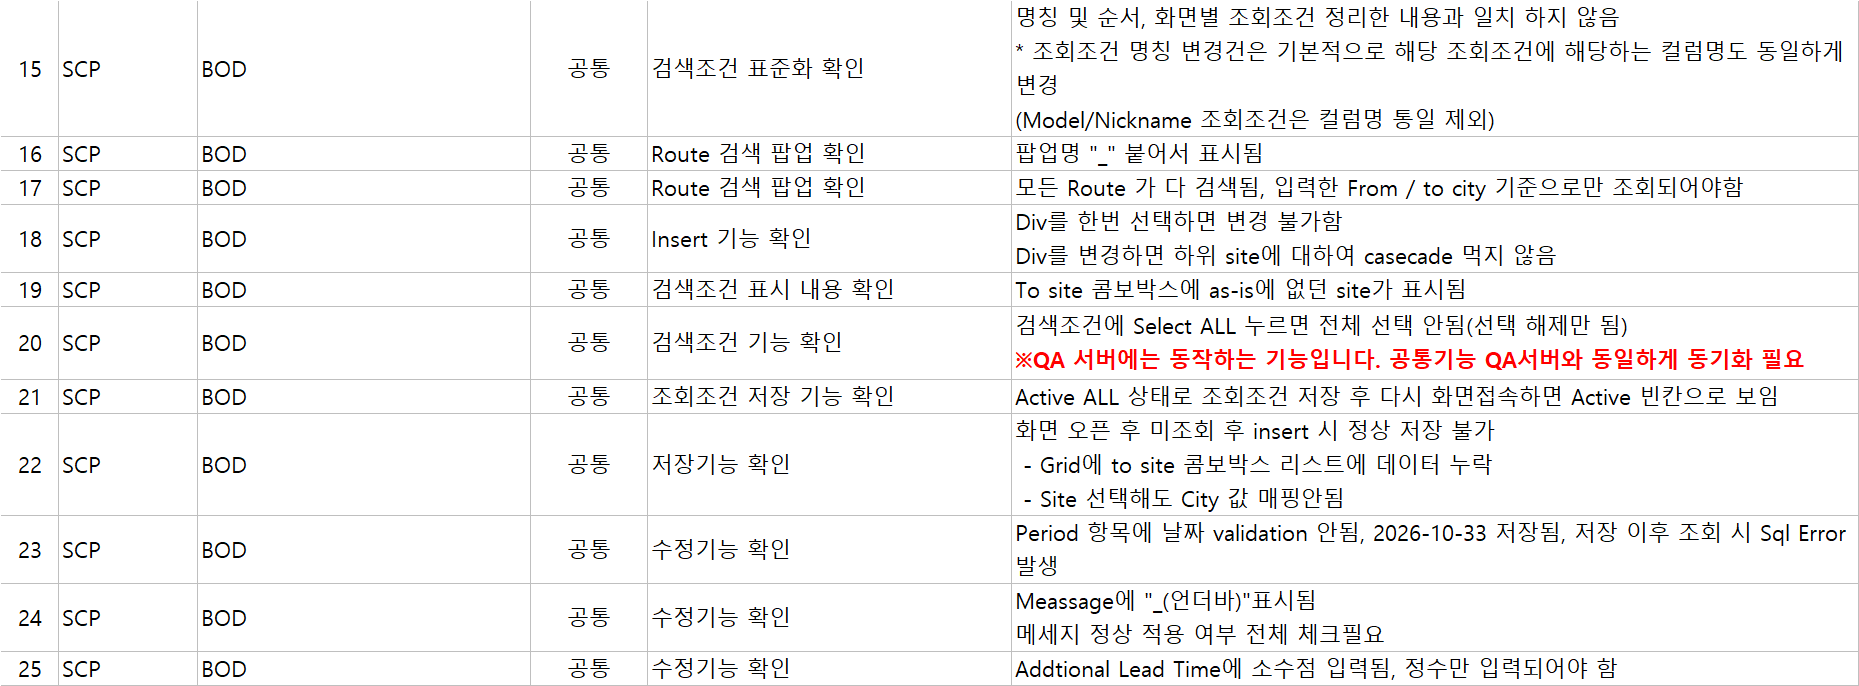 명칭 및 순서, 화면별 조회조건 정리한 내용과 일치 하지 않음
* 조회조건 명칭 변경건은 기본적으로 해당 조회조건에 해당하는 컬럼명도 동일하게
15 SCP BOD 공통 검색조건 표준화 확인
변경
(Model/Nickname 조회조건은 컬럼명 통일 제외)
16 SCP BOD 공통 Route 검색 팝업 확인 팝업명 "_" 붙어서 표시됨
17 SCP BOD 공통 Route 검색 팝업 확인 모든 Route 가 다 검색됨, 입력한 From / to city 기준으로만 조회되어야함
18 SCP BOD 공통 Insert 기능 확인 Div를 한번 선택하면 변경 불가함
Div를 변경하면 하위 site에 대하여 casecade 먹지 않음
19 SCP BOD 공통 검색조건 표시 내용 확인 To site 콤보박스에 as-is에 없던 site가 표시됨
20 SCP BOD 공통 검색조건 기능 확인 검색조건에 Select ALL 누르면 전체 선택 안됨(선택 해제만 됨)
※QA 서버에는 동작하는 기능입니다. 공통기능 QA서버와 동일하게 동기화 필요
21 SCP BOD 공통 조회조건 저장 기능 확인 Active ALL 상태로 조회조건 저장 후 다시 화면접속하면 Active 빈칸으로 보임
화면 오픈 후 미조회 후 insert 시 정상 저장 불가
22 SCP BOD 공통 저장기능 확인 - Grid에 to site 콤보박스 리스트에 데이터 누락
- Site 선택해도 City 값 매핑안됨
23 SCP BOD 공통 수정기능 확인 Period 항목에 날짜 validation 안됨, 2026-10-33 저장됨, 저장 이후 조회 시 Sql Error
발생
24 SCP BOD 공통 수정기능 확인 Meassage에 "_(언더바)"표시됨
메세지 정상 적용 여부 전체 체크필요
25 SCP BOD 공통 수정기능 확인 Addtional Lead Time에 소수점 입력됨, 정수만 입력되어야 함